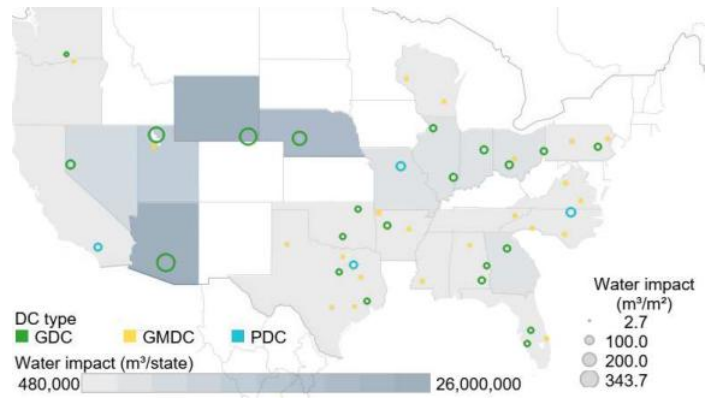 DC type
GDC GMDC PDC
Water impact (m³/state)
480,000 26,000,000
Water impact
(m³/m²)
2.7
100.0
200.0
343.7